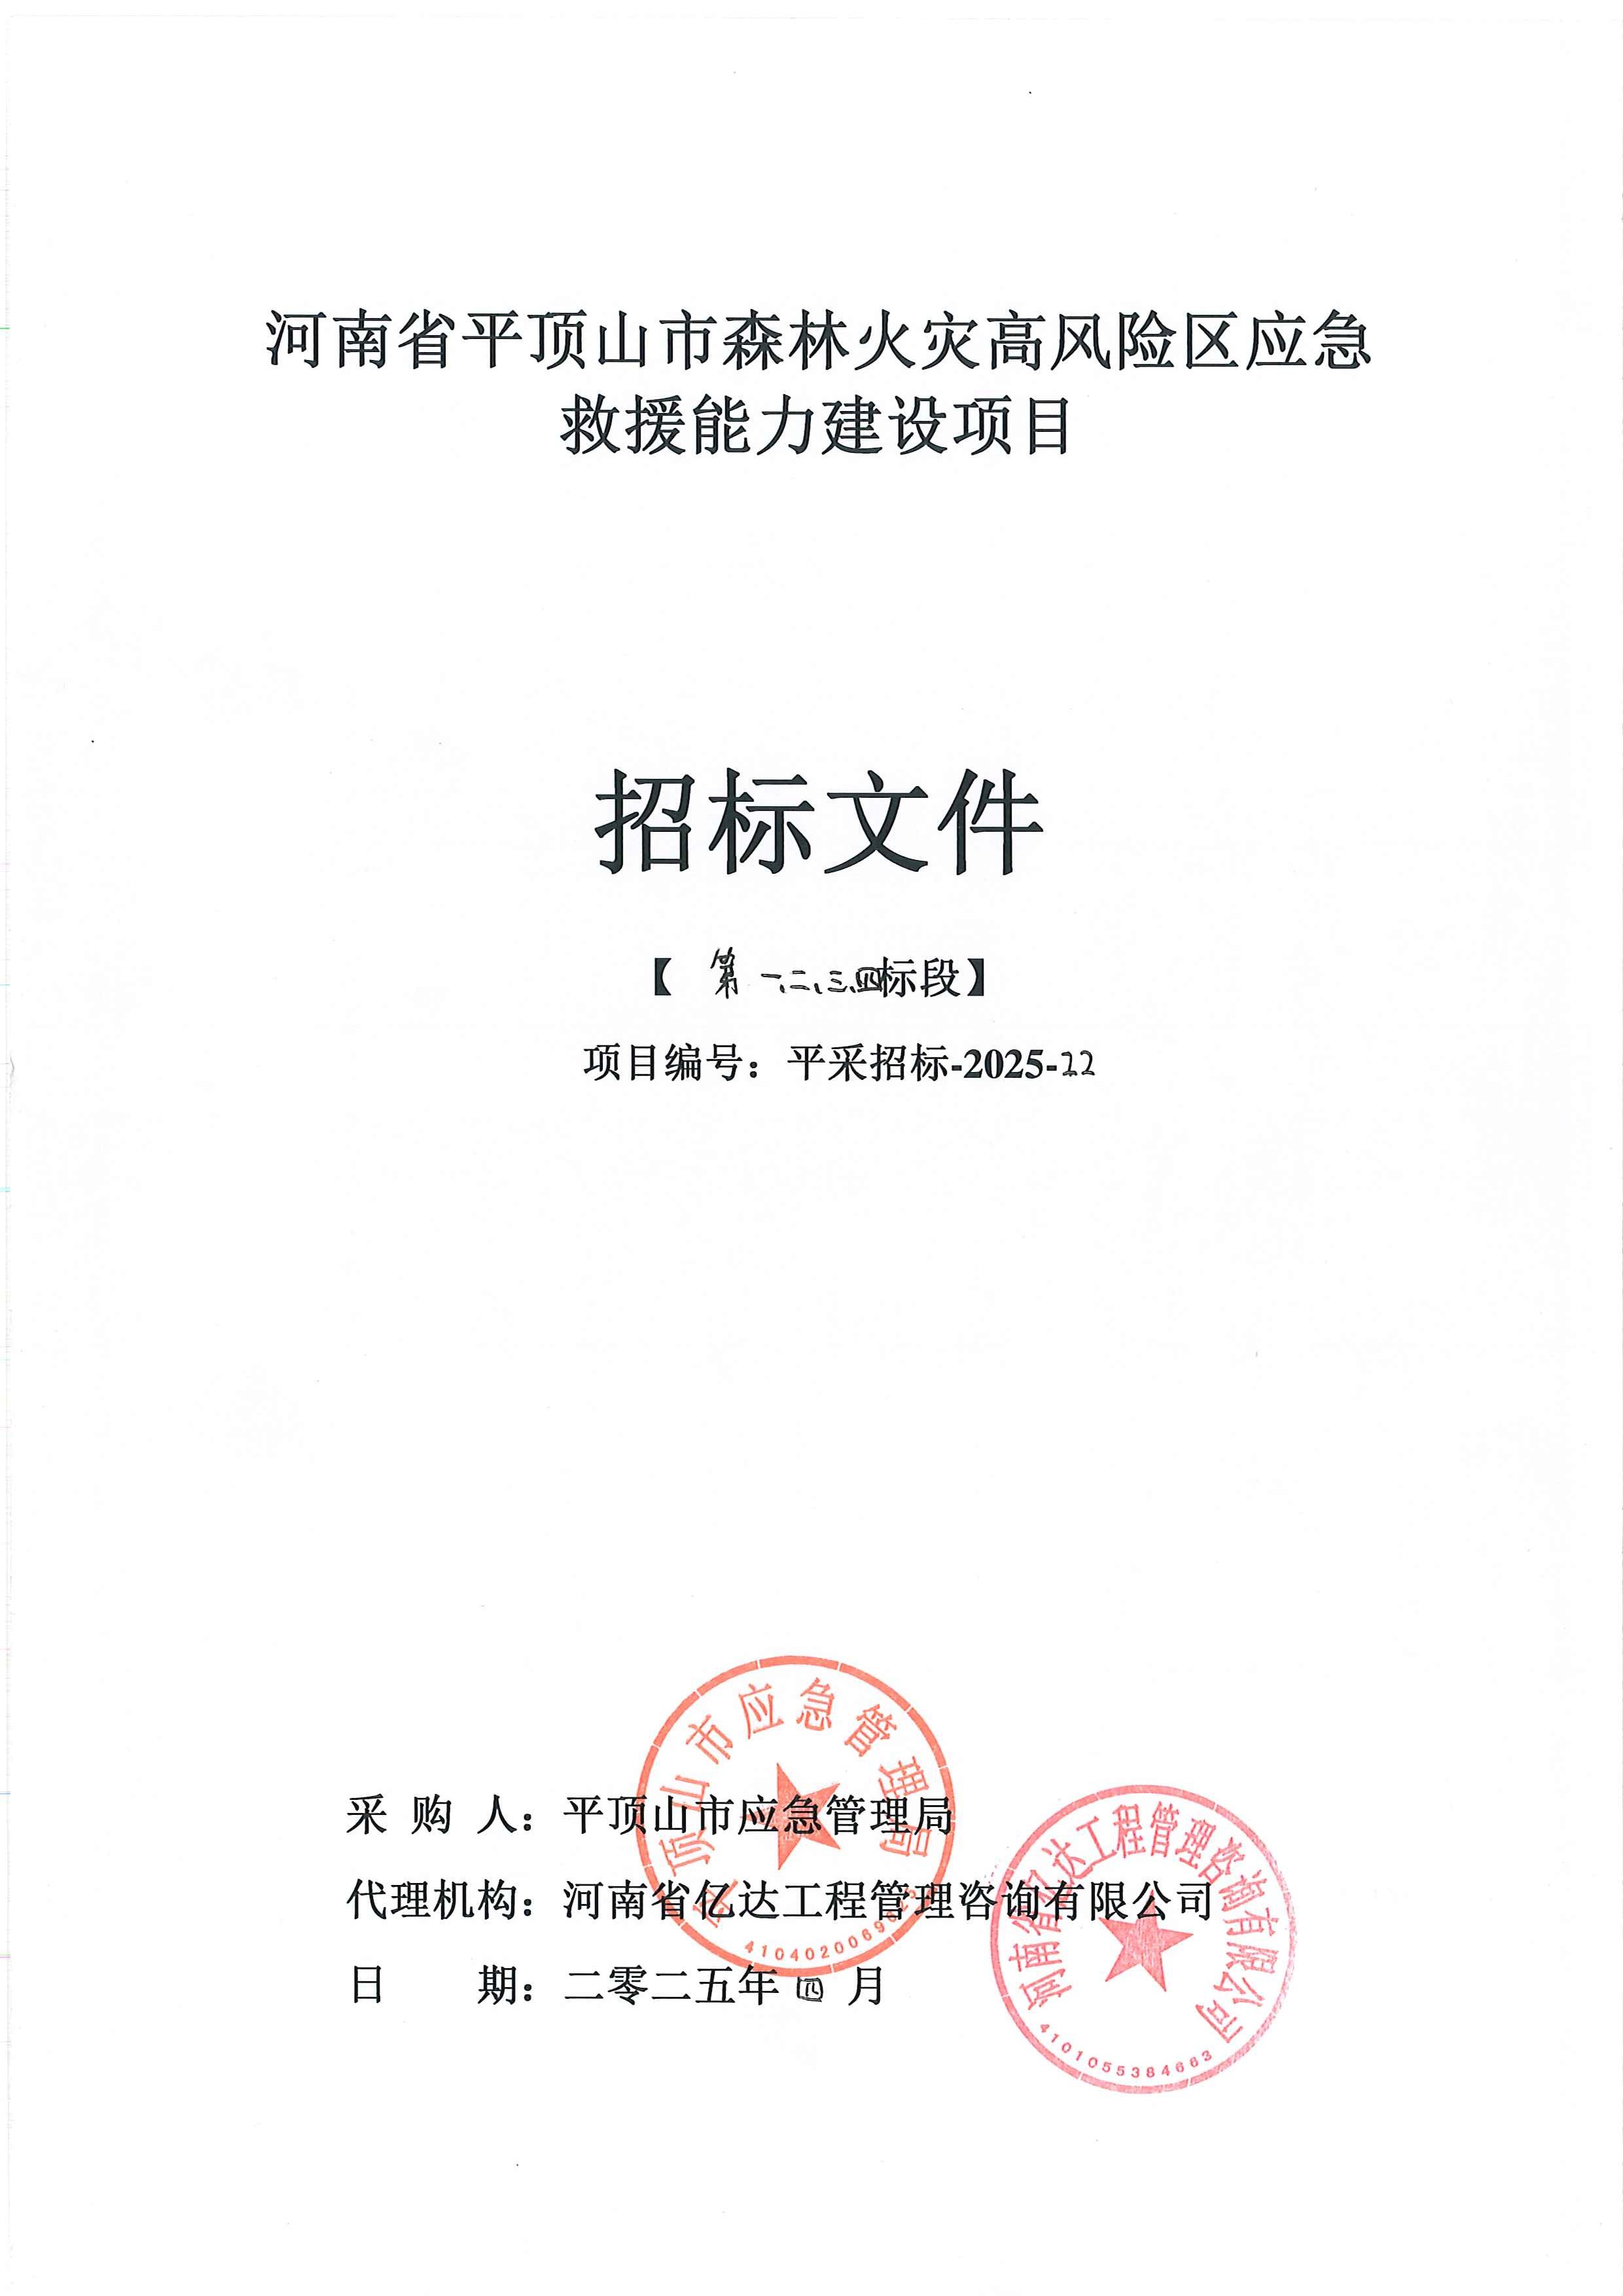 河南省平顶山市森林火灾高风险区应急
救援能力建设项目
招标文件
【 第一、二、三、四标段】
项目编号：平采招标-2025-22
采 购 人：平顶山市应急管理局
代理机构：河南省亿达工程管理咨询有限公司
日 期：二零二五年四月
平顶山市应急管理局
河南省亿达工程管理咨询有限公司
4101055384663